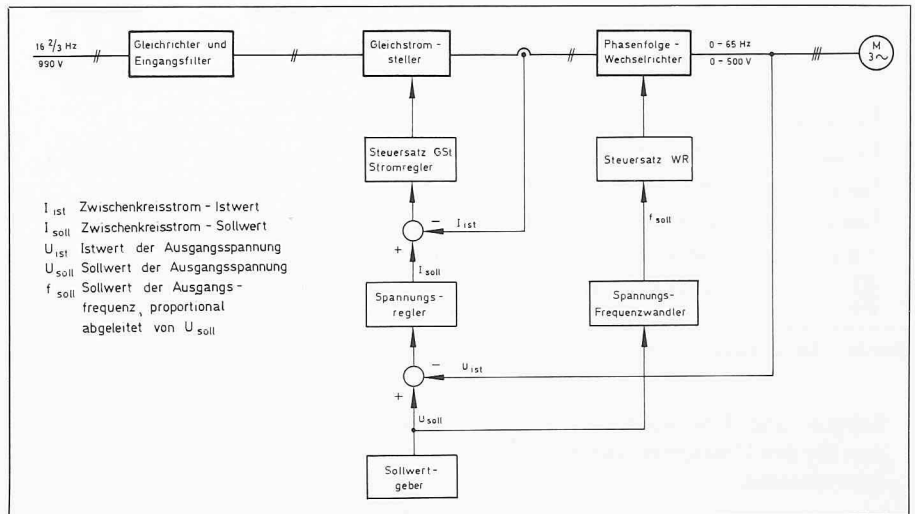 16 2/3 Hz
990 V
Gleichrichter und
Eingangsfilter
Gleichstrom-
steller
Phasenfolge-
Wechselrichter
0-65 Hz
0-500 V
M
3~
Steuersatz GSt
Stromregler
Steuersatz WR
I ist Zwischenkreisstrom - Istwert
I soll Zwischenkreisstrom - Sollwert
U ist Istwert der Ausgangsspannung
U soll Sollwert der Ausgangsspannung
f soll Sollwert der Ausgangs-
frequenz, proportional
abgeleitet von U soll
-
I ist
+
I soll
f soll
Spannungs-
regler
Spannungs-
Frequenzwandler
-
U ist
+
U soll
Sollwert-
geber